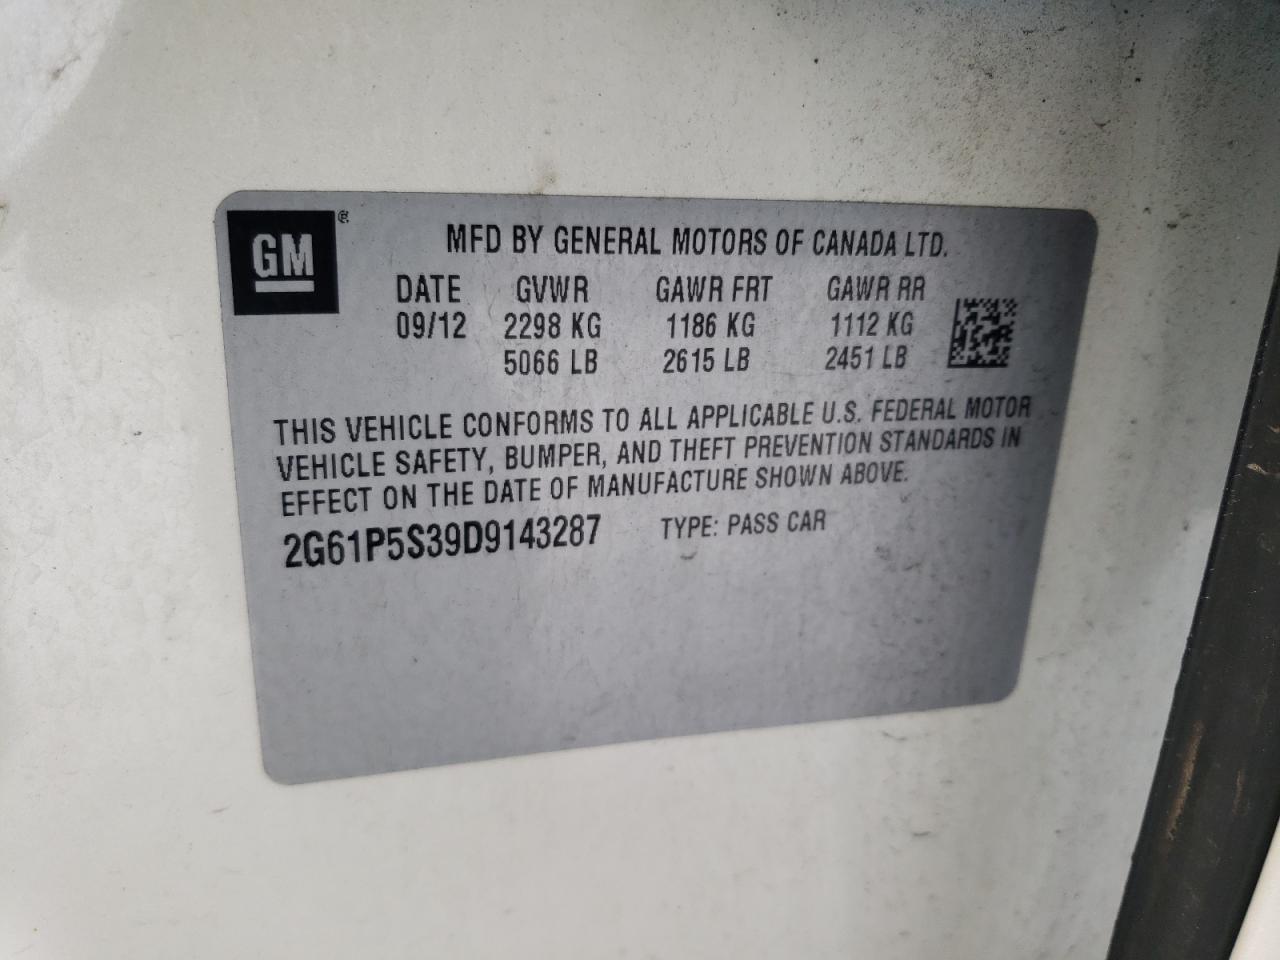 GM ®
MFD BY GENERAL MOTORS OF CANADA LTD.
DATE GVWR GAWR FRT GAWR RR
09/12 2298 KG 1186 KG 1112 KG
5066 LB 2615 LB 2451 LB
THIS VEHICLE CONFORMS TO ALL APPLICABLE U.S. FEDERAL MOTOR
VEHICLE SAFETY, BUMPER, AND THEFT PREVENTION STANDARDS IN
EFFECT ON THE DATE OF MANUFACTURE SHOWN ABOVE.
2G61P5S39D9143287 TYPE: PASS CAR